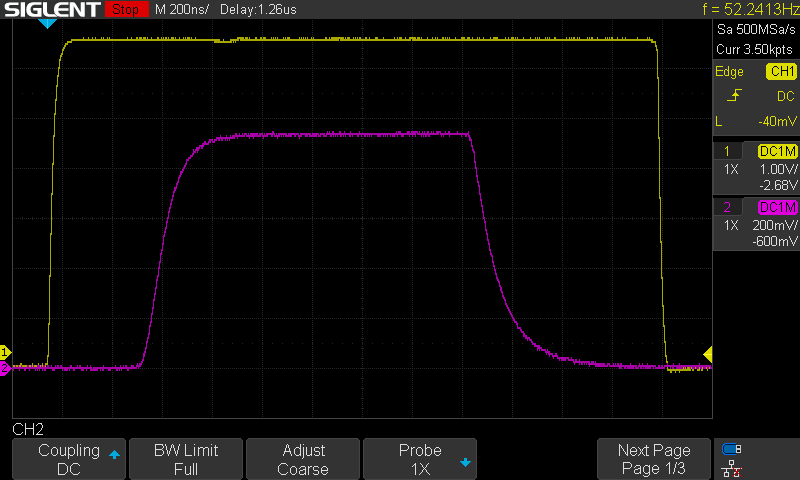 SIGLENT Stop M 200ns/ Delay:1.26us f = 52.2413Hz
Sa 500MSa/s
Curr 3.50kpts
Edge CH1
DC
L -40mV
1 DC1M
1X 1.00V/
-2.68V
2 DC1M
1X 200mV/
-600mV
1
2
CH2
Coupling
DC
BW Limit
Full
Adjust
Coarse
Probe
1X
Next Page
Page 1/3